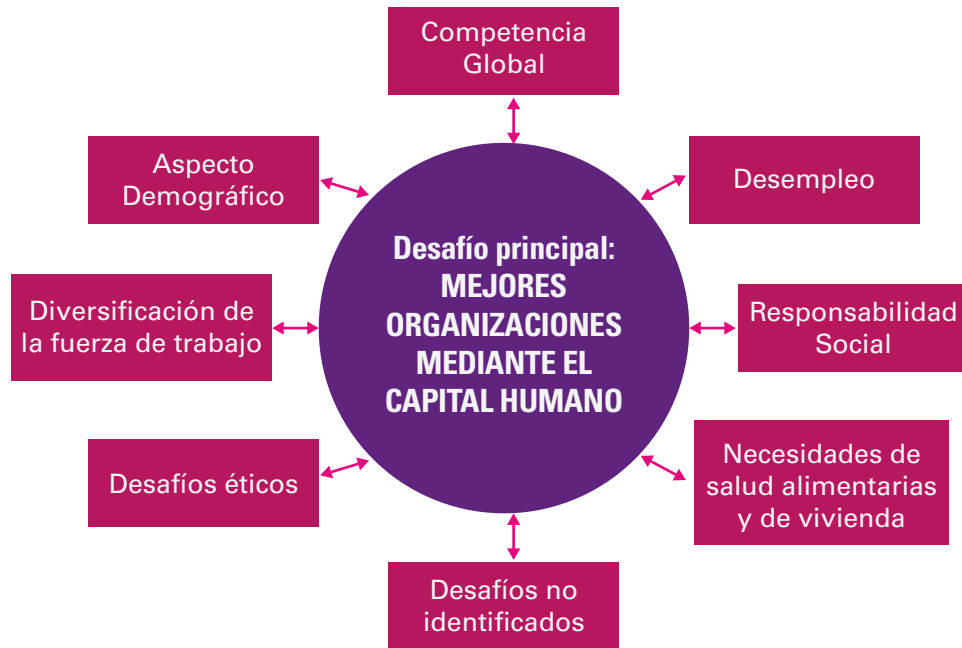 Competencia
Global
Aspecto
Demográfico
Desempleo
Desafío principal:
MEJORES
ORGANIZACIONES
MEDIANTE EL
CAPITAL HUMANO
Diversificación de
la fuerza de trabajo
Responsabilidad
Social
Desafíos éticos
Necesidades de
salud alimentarias
y de vivienda
Desafíos no
identificados